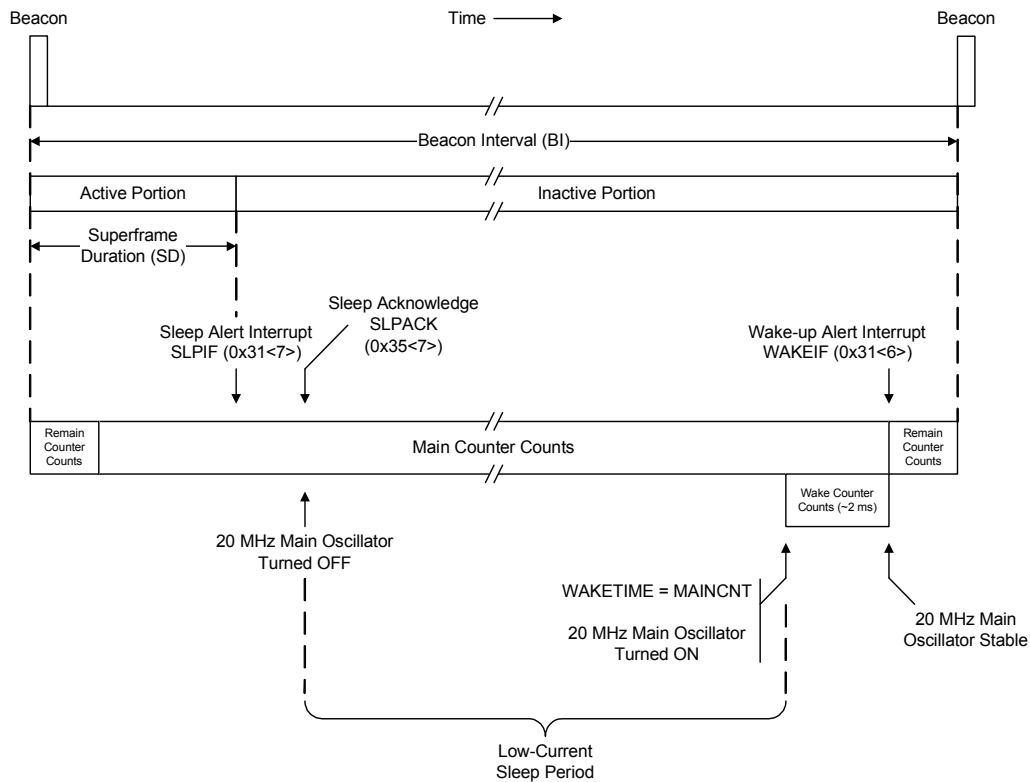 Beacon
Time
Beacon
Beacon Interval (BI)
Active Portion
Inactive Portion
Superframe
Duration (SD)
Sleep Alert Interrupt
SLPIF (0x31<7>)
Sleep Acknowledge
SLPACK
(0x35<7>)
Wake-up Alert Interrupt
WAKEIF (0x31<6>)
Remain
Counter
Counts
Main Counter Counts
Remain
Counter
Counts
Wake Counter
Counts (~2 ms)
20 MHz Main Oscillator
Turned OFF
WAKETIME = MAINCNT
20 MHz Main Oscillator
Turned ON
20 MHz Main
Oscillator Stable
Low-Current
Sleep Period